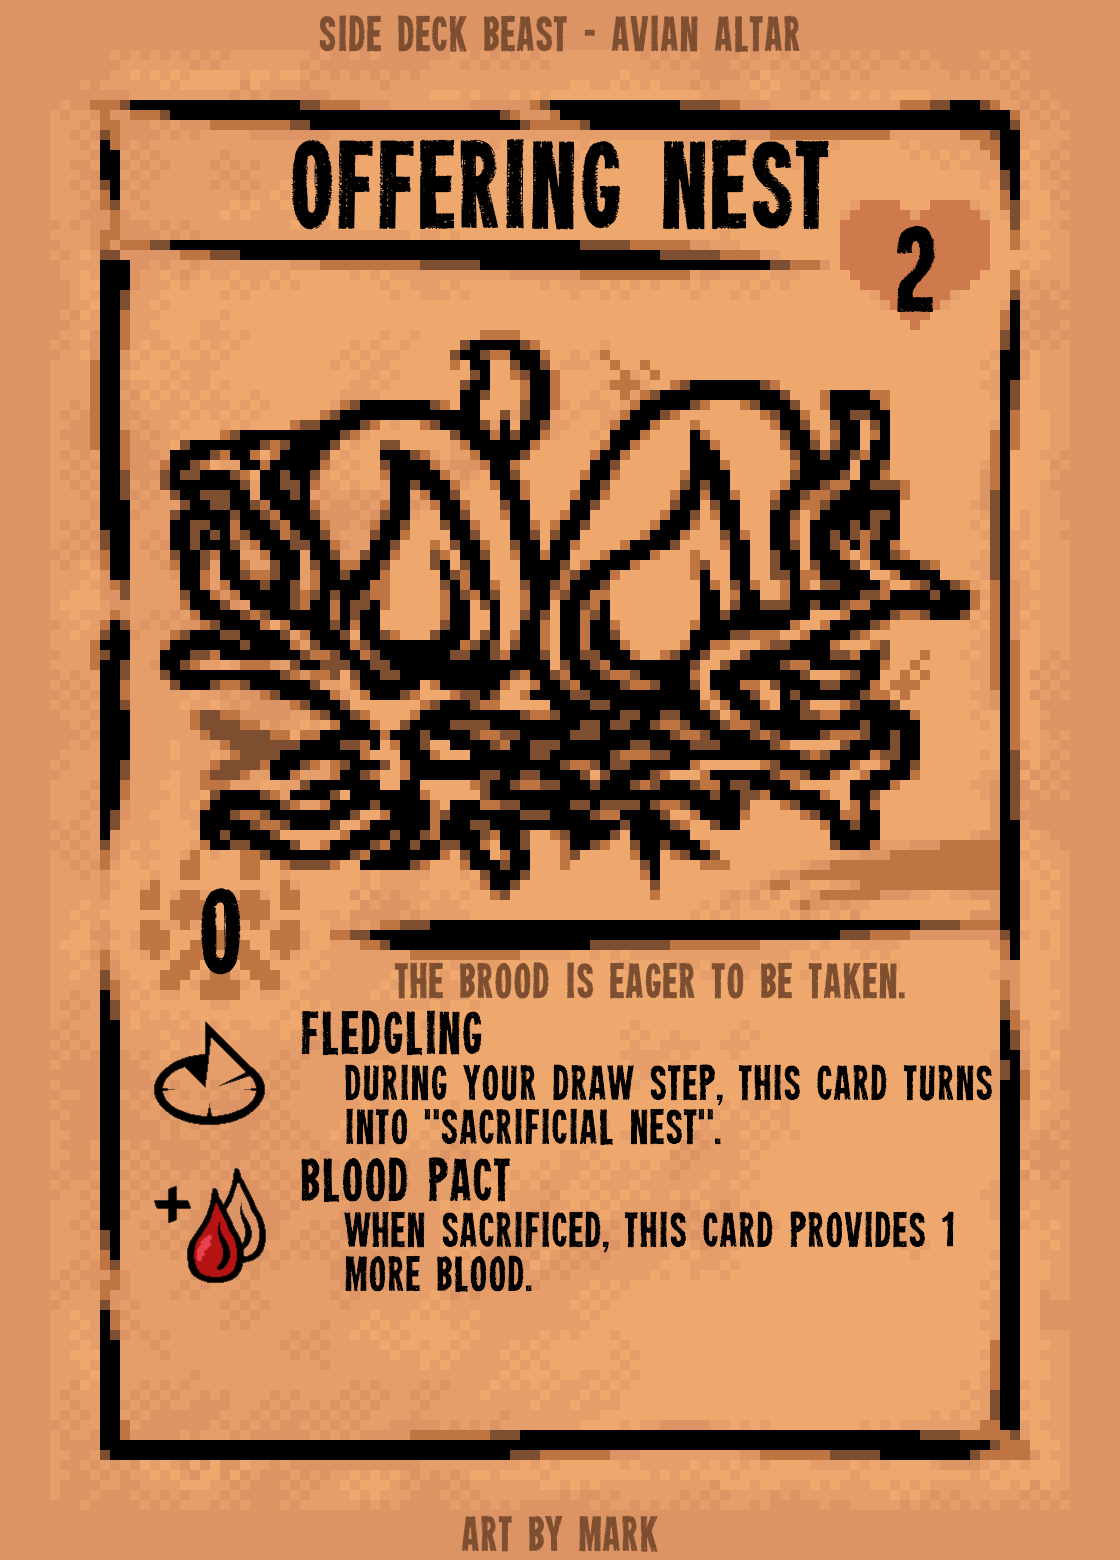 SIDE DECK BEAST - AVIAN ALTAR
OFFERING NEST
2
0
THE BROOD IS EAGER TO BE TAKEN.
FLEDGLING
DURING YOUR DRAW STEP, THIS CARD TURNS
INTO "SACRIFICIAL NEST".
BLOOD PACT
+
WHEN SACRIFICED, THIS CARD PROVIDES 1
MORE BLOOD.
ART BY MARK